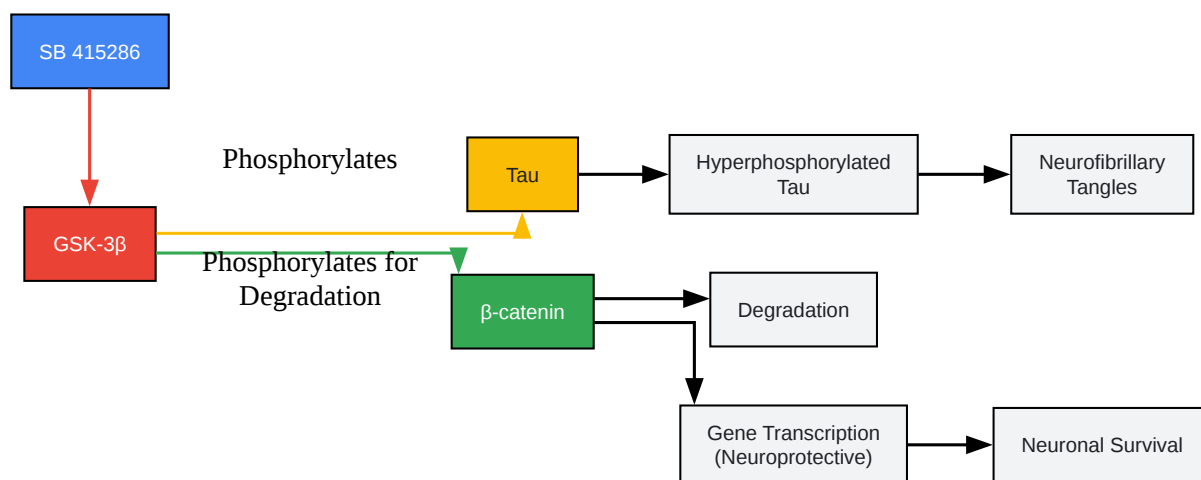 SB 415286
Phosphorylates
Tau
Hyperphosphorylated
Tau
Neurofibrillary
Tangles
GSK-3β
Phosphorylates for
Degradation
β-catenin
Degradation
Gene Transcription
(Neuroprotective)
Neuronal Survival